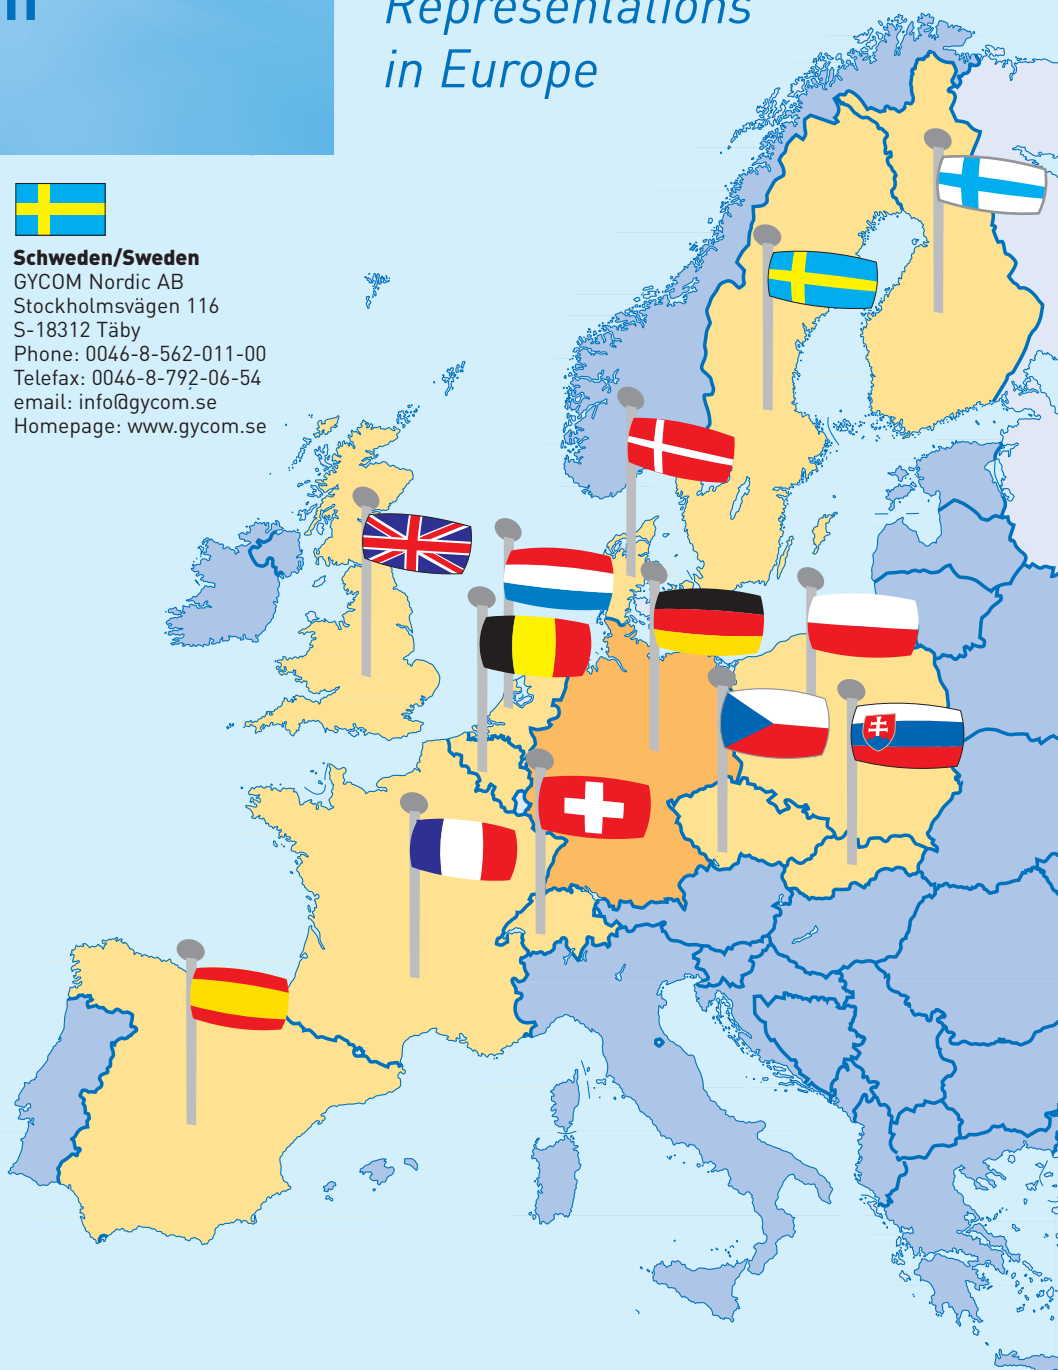 Representations
in Europe
Schweden/Sweden
GYCOM Nordic AB
Stockholmsvägen 116
S-18312 Täby
Phone: 0046-8-562-011-00
Telefax: 0046-8-792-06-54
email: info@gycom.se
Homepage: www.gycom.se